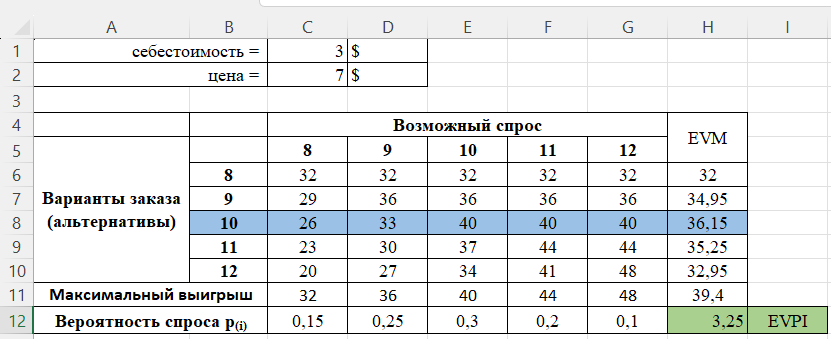 A B C D E F G H I
1 себестоимость = 3 $
2 цена = 7 $
3
4 Возможный спрос EVM
5 8 9 10 11 12
6 8 32 32 32 32 32 32
7 Варианты заказа 9 29 36 36 36 36 34,95
8 (альтернативы) 10 26 33 40 40 40 36,15
9 11 23 30 37 44 44 35,25
10 12 20 27 34 41 48 32,95
11 Максимальный выигрыш 32 36 40 44 48 39,4
12 Вероятность спроса p(i) 0,15 0,25 0,3 0,2 0,1 3,25 EVPI